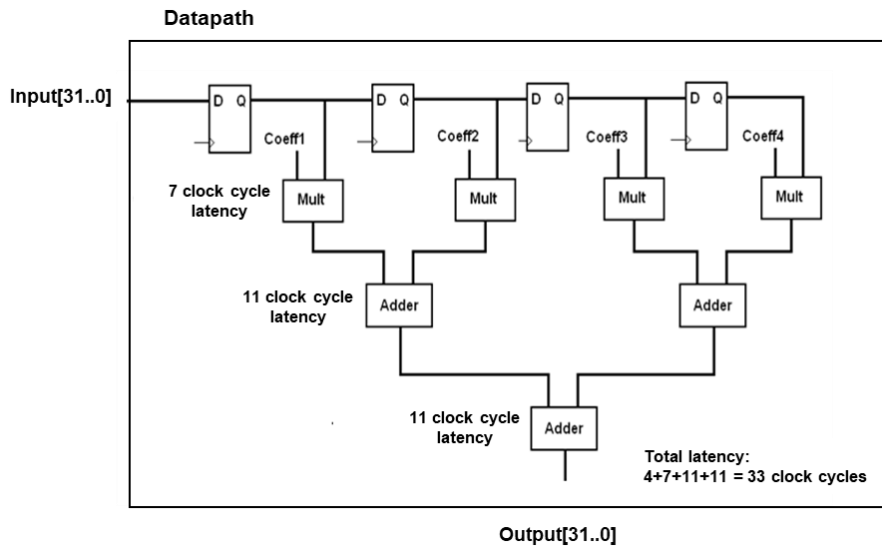 Datapath
Input[31..0]
D Q
D Q
D Q
D Q
Coeff1
Coeff2
Coeff3
Coeff4
7 clock cycle
latency
Mult
Mult
Mult
Mult
11 clock cycle
latency
Adder
Adder
11 clock cycle
latency
Adder
Total latency:
4+7+11+11 = 33 clock cycles
Output[31..0]